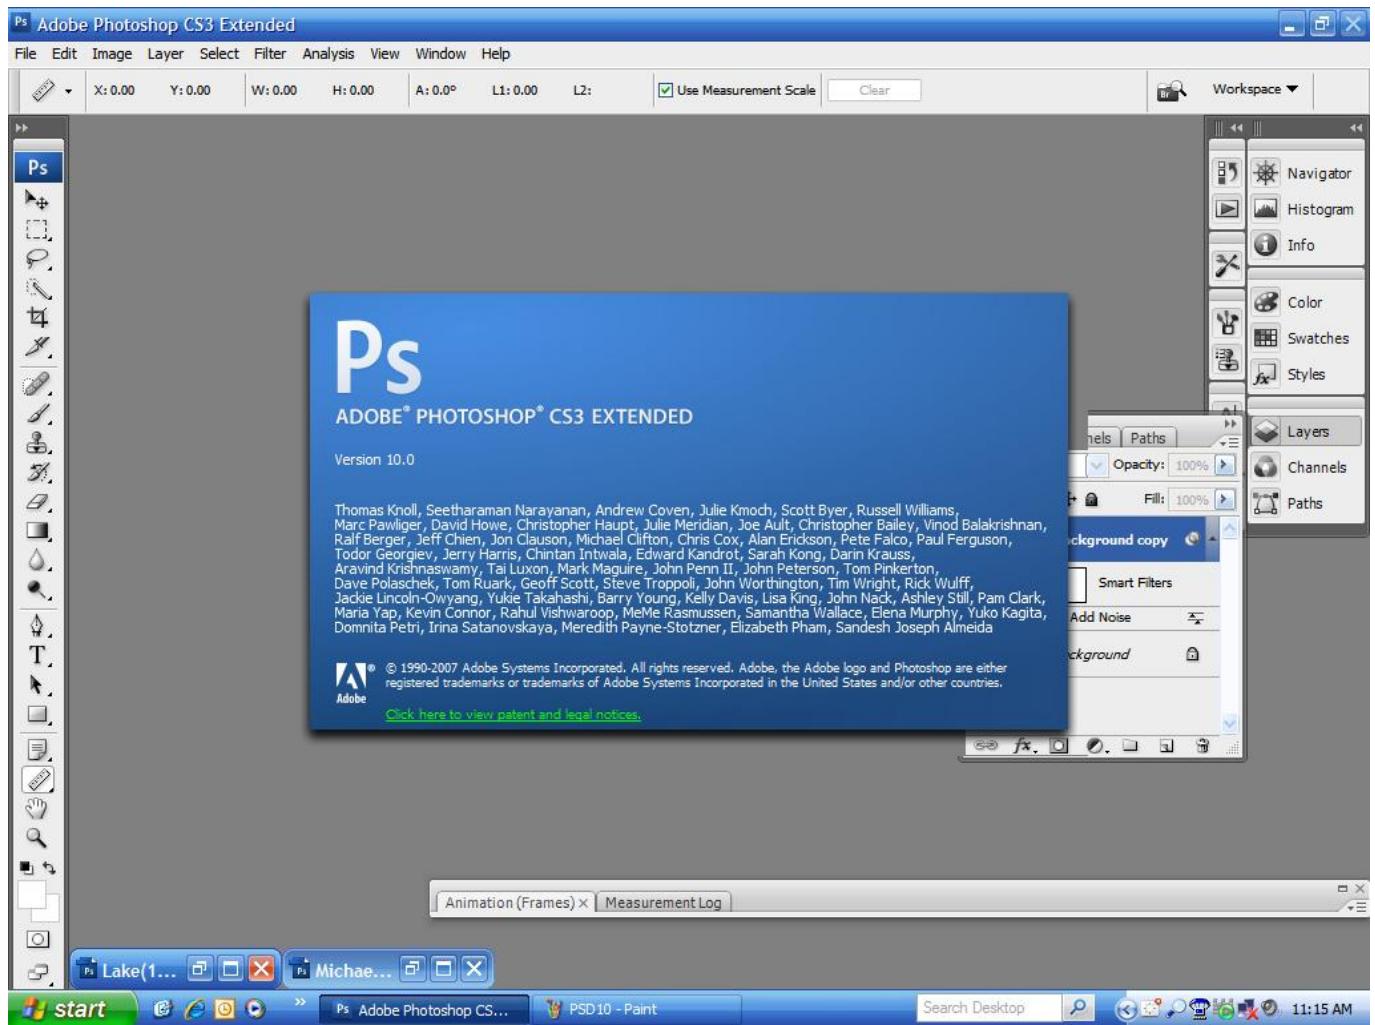 Ps Adobe Photoshop CS3 Extended
File Edit Image Layer Select Filter Analysis View Window Help
X: 0.00 Y: 0.00 W: 0.00 H: 0.00 A: 0.0° L1: 0.00 L2: Use Measurement Scale Clear Br Workspace
Ps
Navigator
Histogram
Info
Color
Swatches
fx Styles
Layers
Channels
Paths
Ps
ADOBE® PHOTOSHOP® CS3 EXTENDED
Version 10.0
Thomas Knoll, Seetharaman Narayanan, Andrew Coven, Julie Kmoch, Scott Byer, Russell Williams,
Marc Pawliger, David Howe, Christopher Haupt, Julie Meridian, Joe Ault, Christopher Bailey, Vinod Balakrishnan,
Ralf Berger, Jeff Chien, Jon Clauson, Michael Clifton, Chris Cox, Alan Erickson, Pete Falco, Paul Ferguson,
Todor Georgiev, Jerry Harris, Chintan Intwala, Edward Kandrot, Sarah Kong, Darin Krauss,
Aravind Krishnaswamy, Tai Luxon, Mark Maguire, John Penn II, John Peterson, Tom Pinkerton,
Dave Polaschek, Tom Ruark, Geoff Scott, Steve Troppoli, John Worthington, Tim Wright, Rick Wulff,
Jackie Lincoln-Owyang, Yukie Takahashi, Barry Young, Kelly Davis, Lisa King, John Nack, Ashley Still, Pam Clark,
Maria Yap, Kevin Connor, Rahul Vishwaroop, MeMe Rasmussen, Samantha Wallace, Elena Murphy, Yuko Kagita,
Domnita Petri, Irina Satanovskaya, Meredith Payne-Stotzner, Elizabeth Pham, Sandesh Joseph Almeida
® © 1990-2007 Adobe Systems Incorporated. All rights reserved. Adobe, the Adobe logo and Photoshop are either
registered trademarks or trademarks of Adobe Systems Incorporated in the United States and/or other countries.
Adobe
Click here to view patent and legal notices.
nels Paths
Opacity: 100%
Fill: 100%
ckground copy
Smart Filters
Add Noise
ckground
fx
T
Animation (Frames) × Measurement Log
Ps Lake(1... Ps Michae...
start Ps Adobe Photoshop CS... PSD10 - Paint Search Desktop 11:15 AM